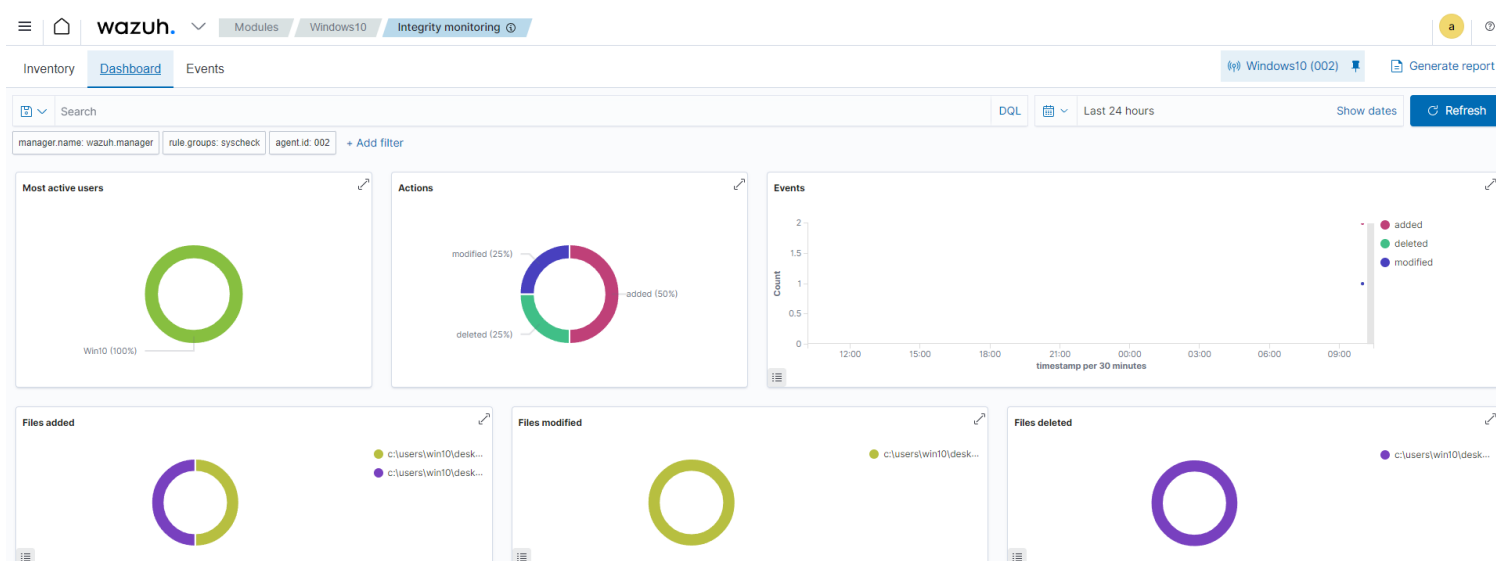 wazuh. Modules Windows10 Integrity monitoring a
Inventory Dashboard Events Windows10 (002) Generate report
Search DQL Last 24 hours Show dates Refresh
manager.name: wazuh.manager rule.groups: syscheck agent.id: 002 + Add filter
Most active users
Win10 (100%)
Actions
modified (25%)
added (50%)
deleted (25%)
Events
2
1.5
1
0.5
0
Count
12:00 15:00 18:00 21:00 00:00 03:00 06:00 09:00
timestamp per 30 minutes
added
deleted
modified
Files added
c:\users\win10\desk...
c:\users\win10\desk...
Files modified
c:\users\win10\desk...
Files deleted
c:\users\win10\desk...